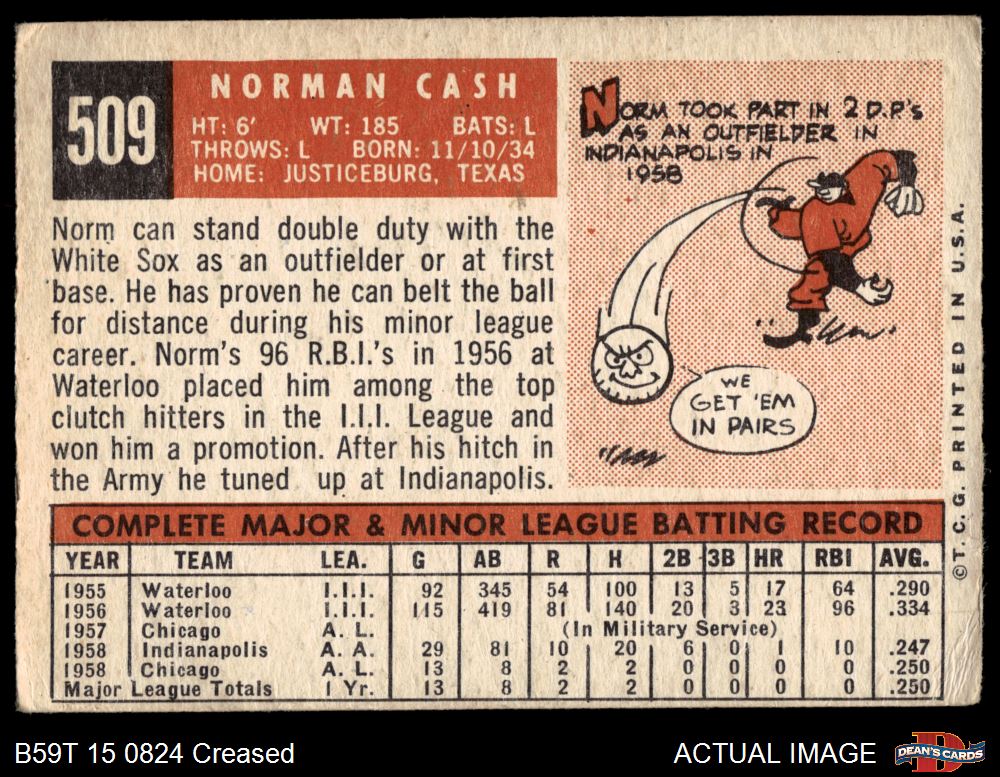 509
NORMAN CASH
HT: 6' WT: 185 BATS: L
THROWS: L BORN: 11/10/34
HOME: JUSTICEBURG, TEXAS
Norm can stand double duty with the
White Sox as an outfielder or at first
base. He has proven he can belt the ball
for distance during his minor league
career. Norm's 96 R.B.I.'s in 1956 at
Waterloo placed him among the top
clutch hitters in the I.I.I. League and
won him a promotion. After his hitch in
the Army he tuned up at Indianapolis.
NORM TOOK PART IN 2 D.P.'s
AS AN OUTFIELDER IN
INDIANAPOLIS IN
1958
WE
GET 'EM
IN PAIRS
©T.C.G. PRINTED IN U.S.A.
COMPLETE MAJOR & MINOR LEAGUE BATTING RECORD
YEAR TEAM LEA. G AB R H 2B 3B HR RBI AVG.
1955 Waterloo I.I.I. 92 345 54 100 13 5 17 64 .290
1956 Waterloo I.I.I. 115 419 81 140 20 3 23 96 .334
1957 Chicago A. L. (In Military Service)
1958 Indianapolis A. A. 29 81 10 20 6 0 1 10 .247
1958 Chicago A. L. 13 8 2 2 0 0 0 0 .250
Major League Totals 1 Yr. 13 8 2 2 0 0 0 0 .250
B59T 15 0824 Creased
ACTUAL IMAGE
DEAN'S CARDS